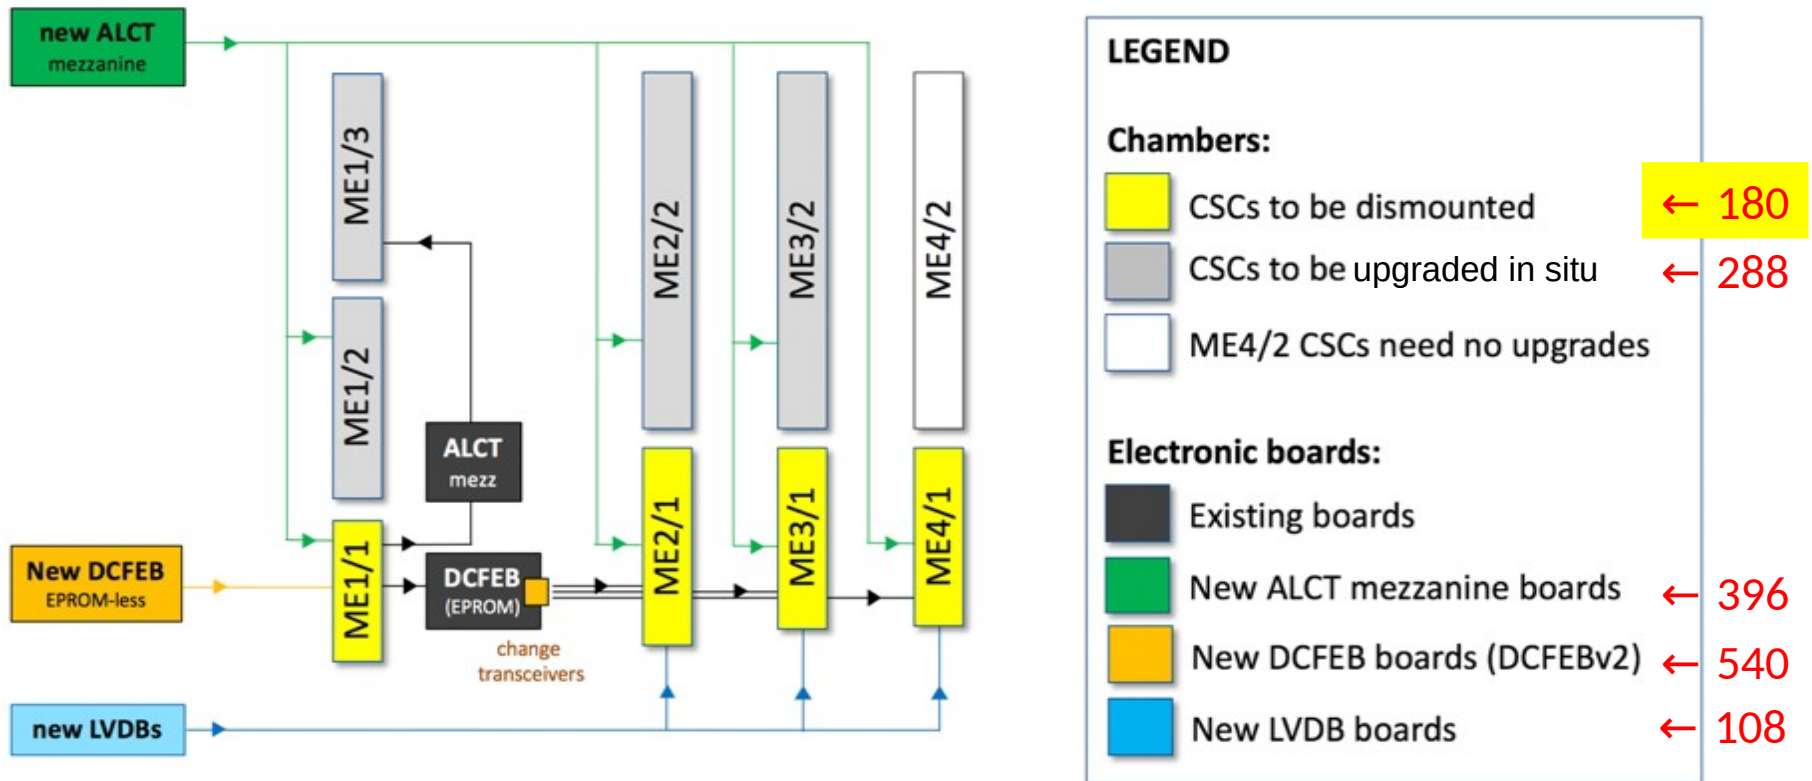 new ALCT
mezzanine
ME1/3
ME1/2
ME1/1
ME2/2
ME2/1
ME3/2
ME3/1
ME4/2
ME4/1
ALCT
mezz
New DCFEB
EPROM-less
DCFEB
(EPROM)
change
transceivers
new LVDBs
LEGEND
Chambers:
CSCs to be dismounted ← 180
CSCs to be upgraded in situ ← 288
ME4/2 CSCs need no upgrades
Electronic boards:
Existing boards
New ALCT mezzanine boards ← 396
New DCFEB boards (DCFEBv2) ← 540
New LVDB boards ← 108